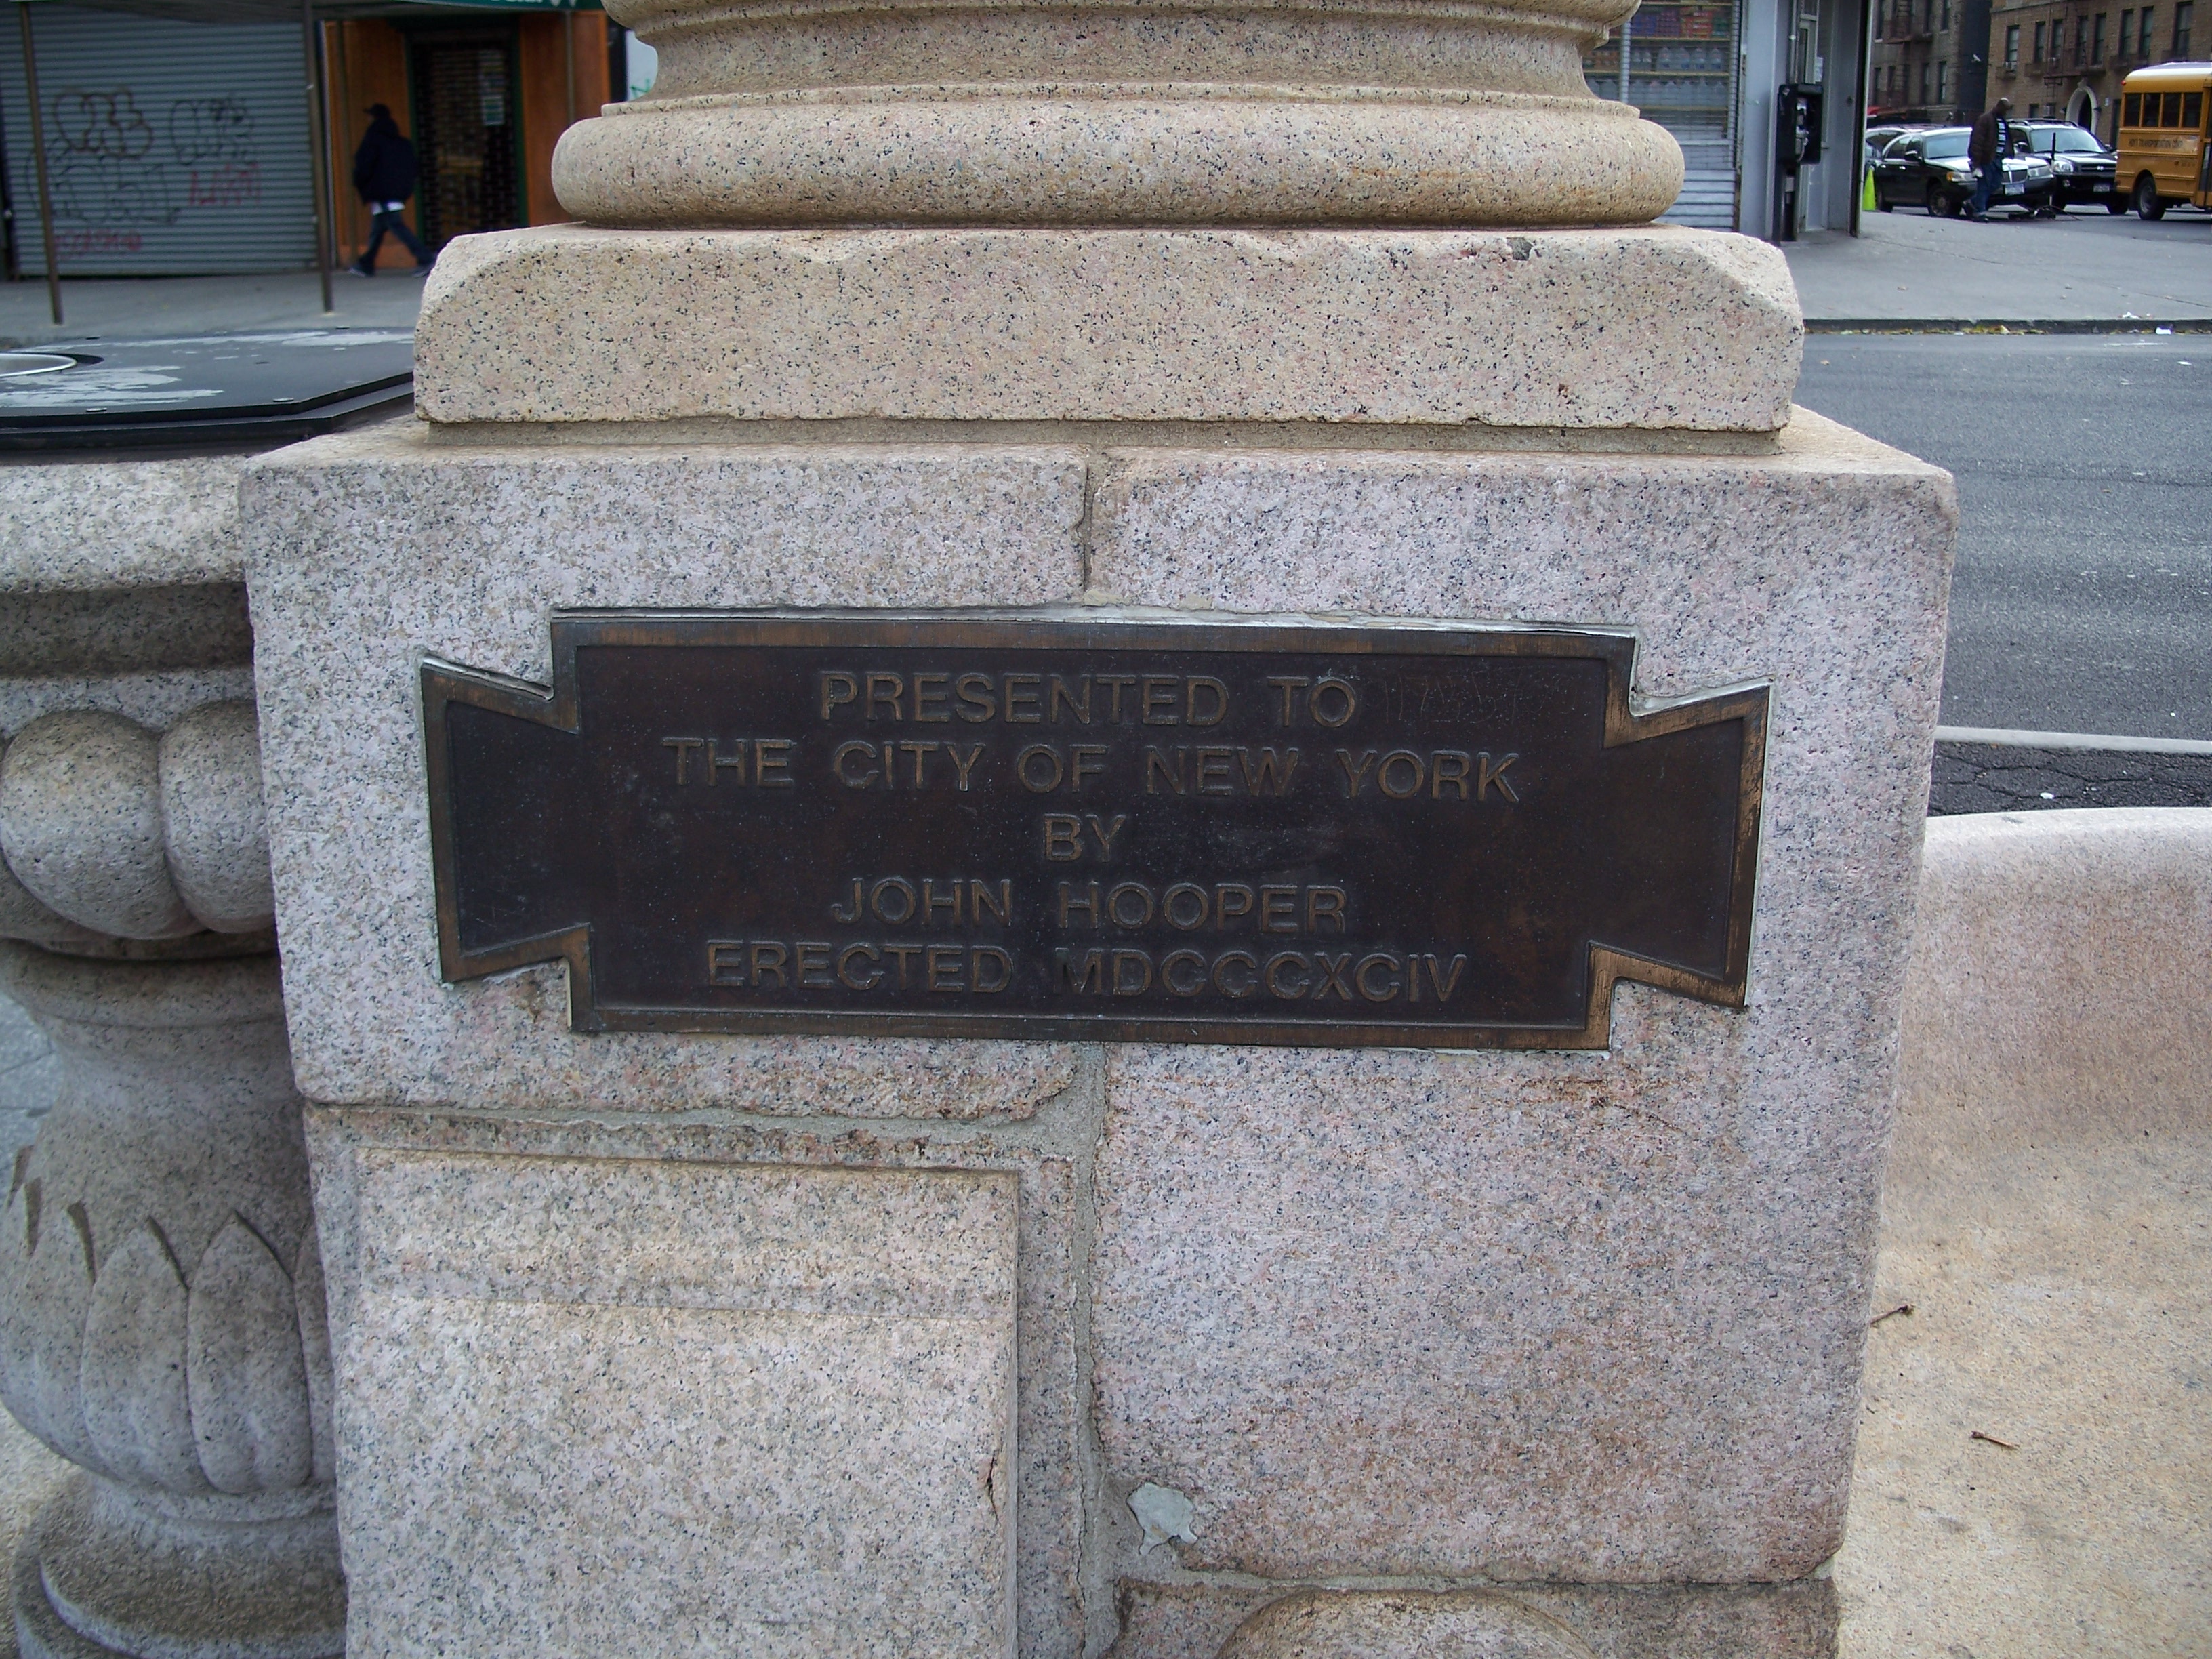 PRESENTED TO
THE CITY OF NEW YORK
BY
JOHN HOOPER
ERECTED MDCCCXCIV